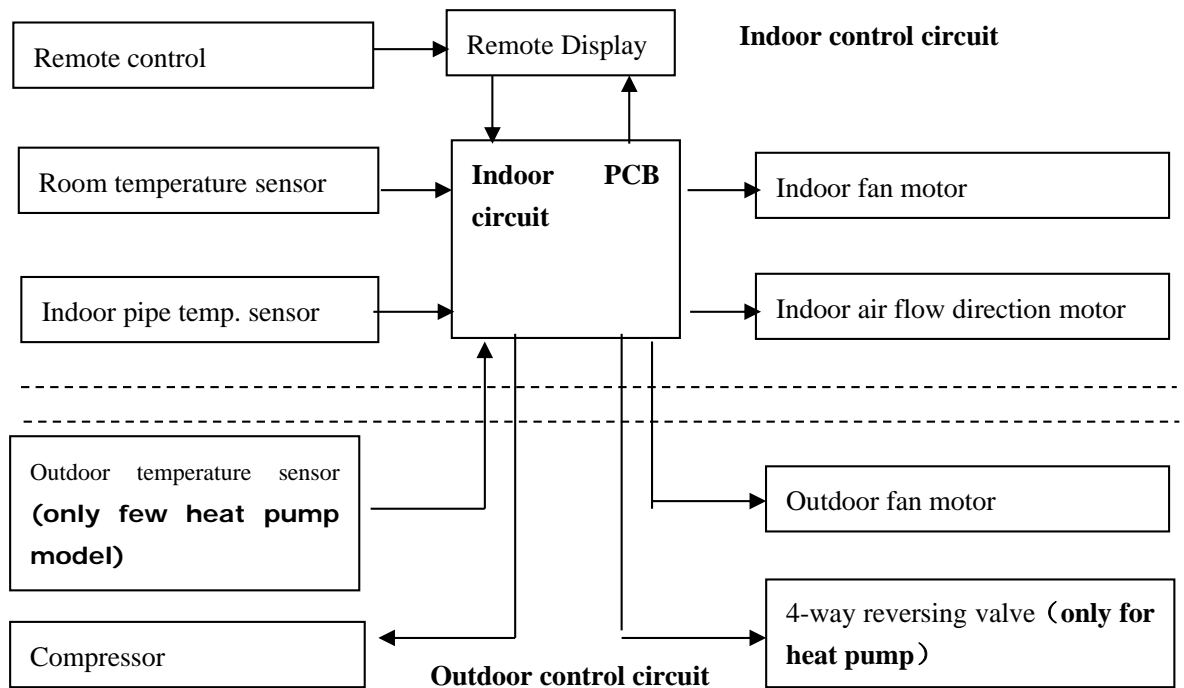 Remote control
Remote Display
Indoor control circuit
Room temperature sensor
Indoor PCB
circuit
Indoor fan motor
Indoor pipe temp. sensor
Indoor air flow direction motor
Outdoor temperature sensor
(only few heat pump
model)
Outdoor fan motor
Compressor
4-way reversing valve（only for
heat pump）
Outdoor control circuit